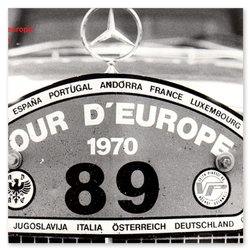 europe
ESPAÑA PORTUGAL ANDORRA FRANCE LUXEMBOURG
OUR D'EUROPE
1970
89
JUGOSLAVIJA ITALIA ÖSTERREICH DEUTSCHLAND